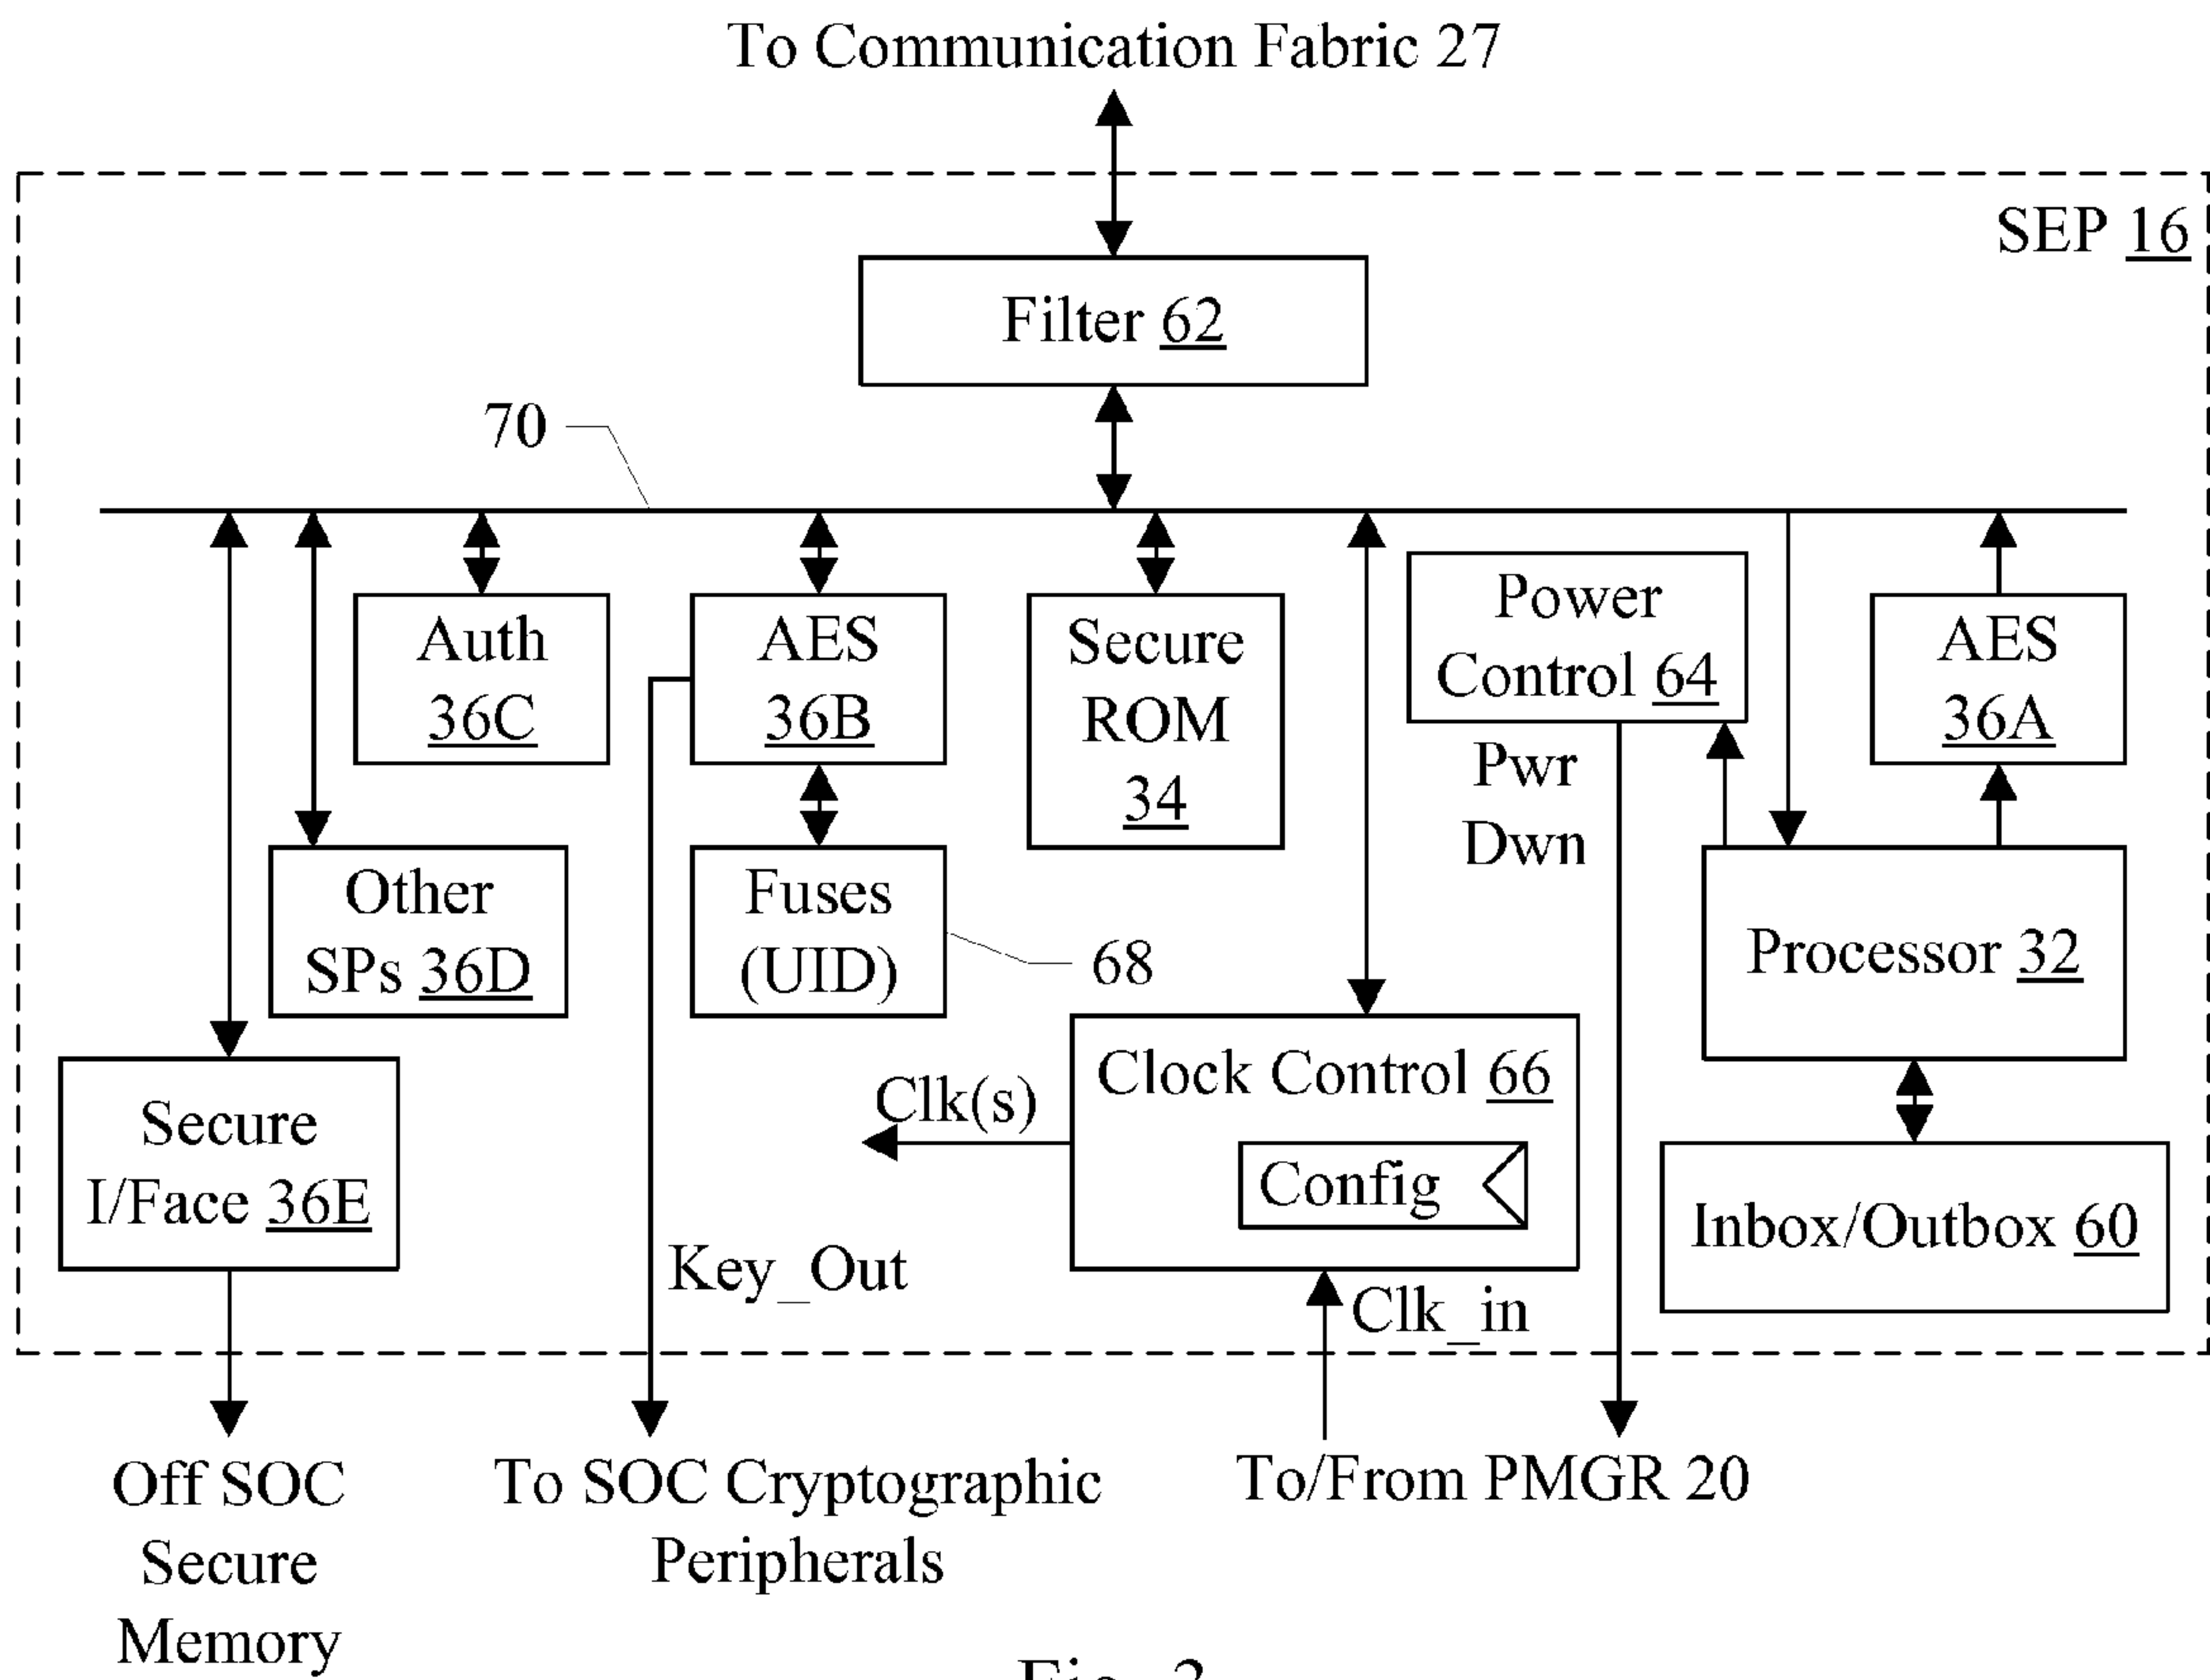 To Communication Fabric 27
SEP 16
Filter 62
70
Auth
36C
AES
36B
Secure
ROM
34
Power
Control 64
AES
36A
Pwr
Dwn
Other
SPs 36D
Fuses
(UID)
68
Processor 32
Secure
I/Face 36E
Clk(s)
Clock Control 66
Config
Inbox/Outbox 60
Key_Out
Clk_in
Off SOC
Secure
Memory
To SOC Cryptographic
Peripherals
To/From PMGR 20